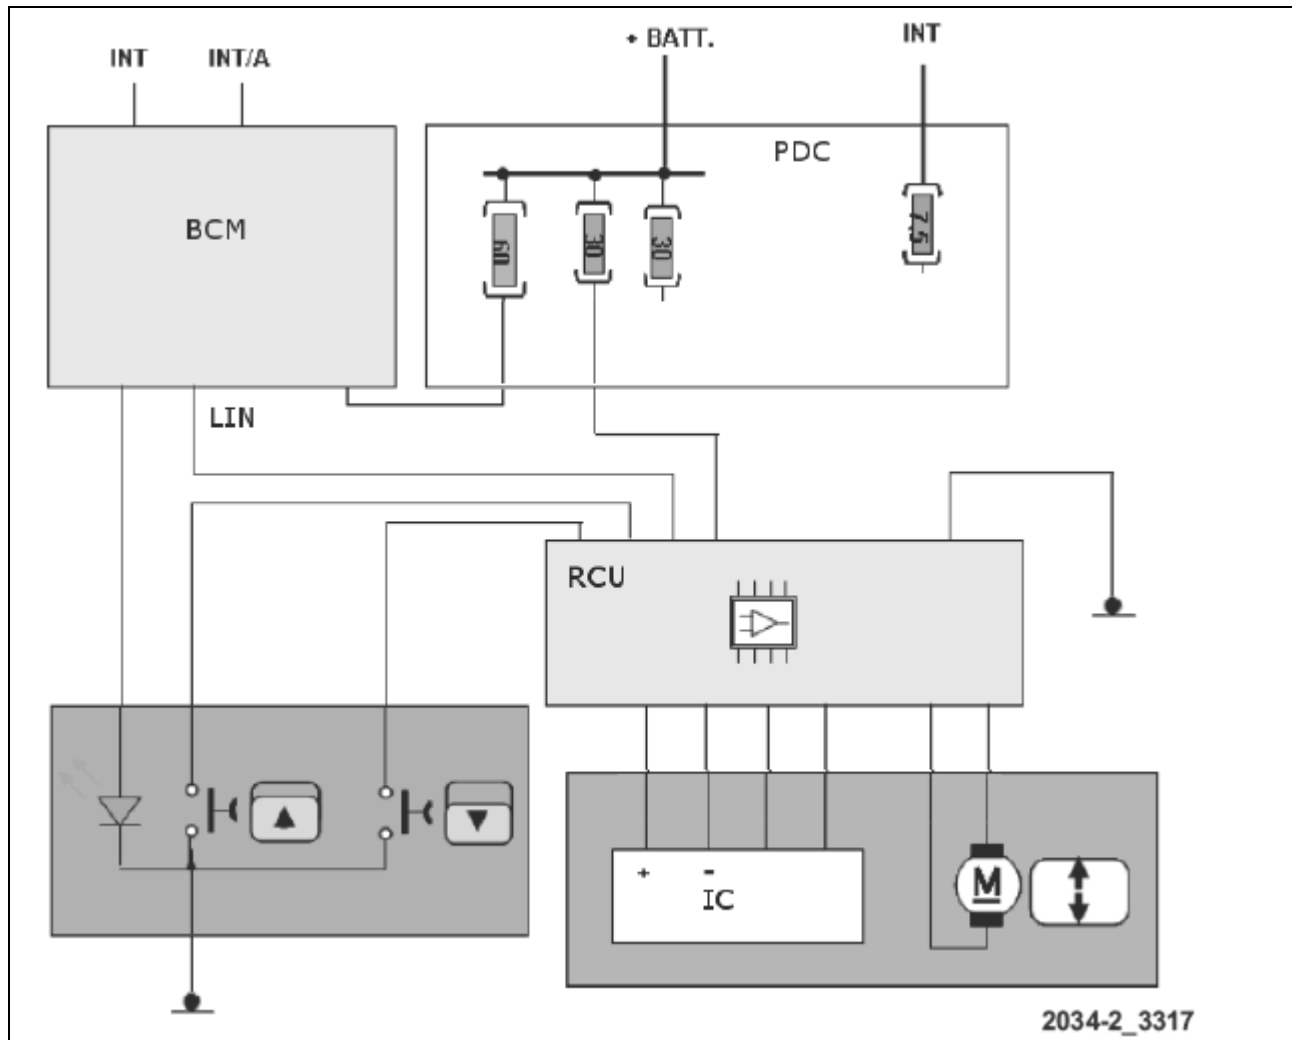 INT INT/A + BATT. INT
PDC
BCM
60 30 30 7,5
LIN
RCU
+ -
IC
M
2034-2_3317